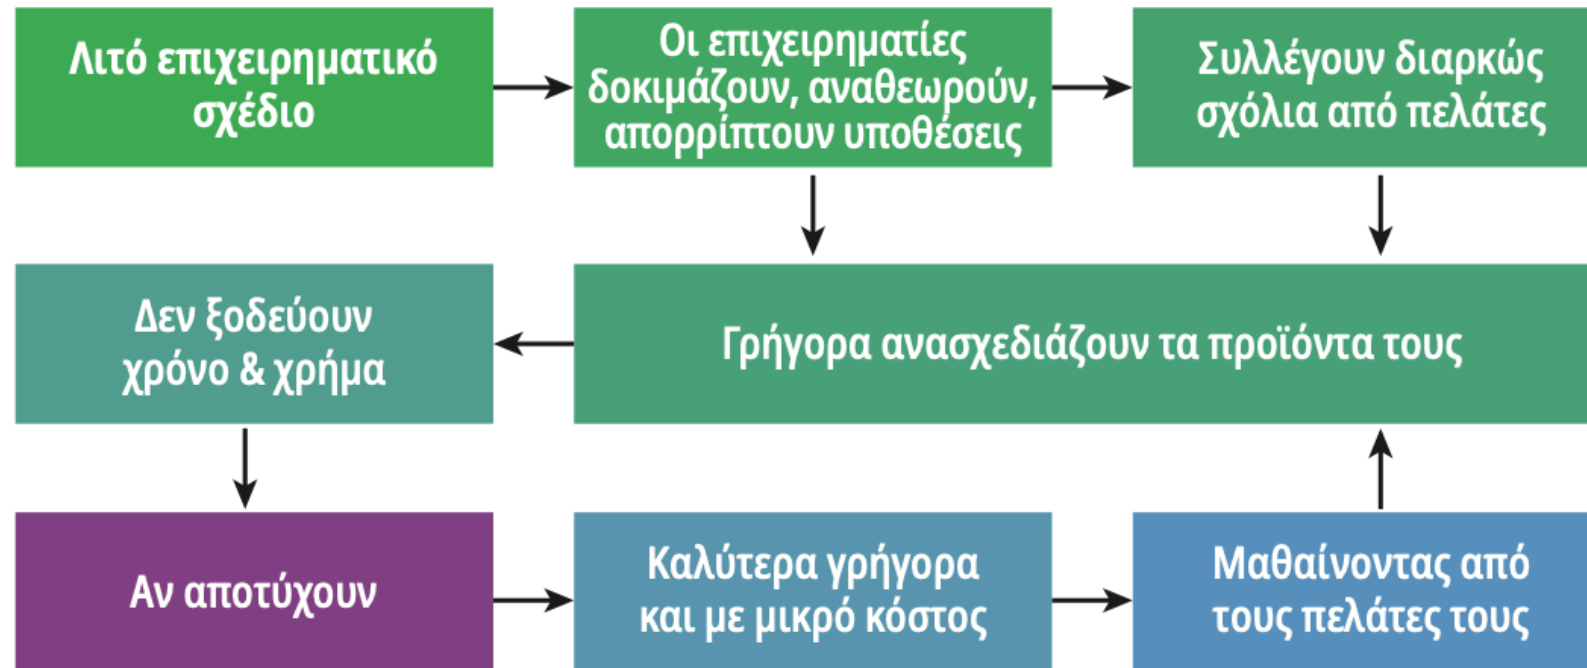 Λιτό επιχειρηματικό
σχέδιο
Οι επιχειρηματίες
δοκιμάζουν, αναθεωρούν,
απορρίπτουν υποθέσεις
Συλλέγουν διαρκώς
σχόλια από πελάτες
Δεν ξοδεύουν
χρόνο & χρήμα
Γρήγορα ανασχεδιάζουν τα προϊόντα τους
Αν αποτύχουν
Καλύτερα γρήγορα
και με μικρό κόστος
Μαθαίνοντας από
τους πελάτες τους